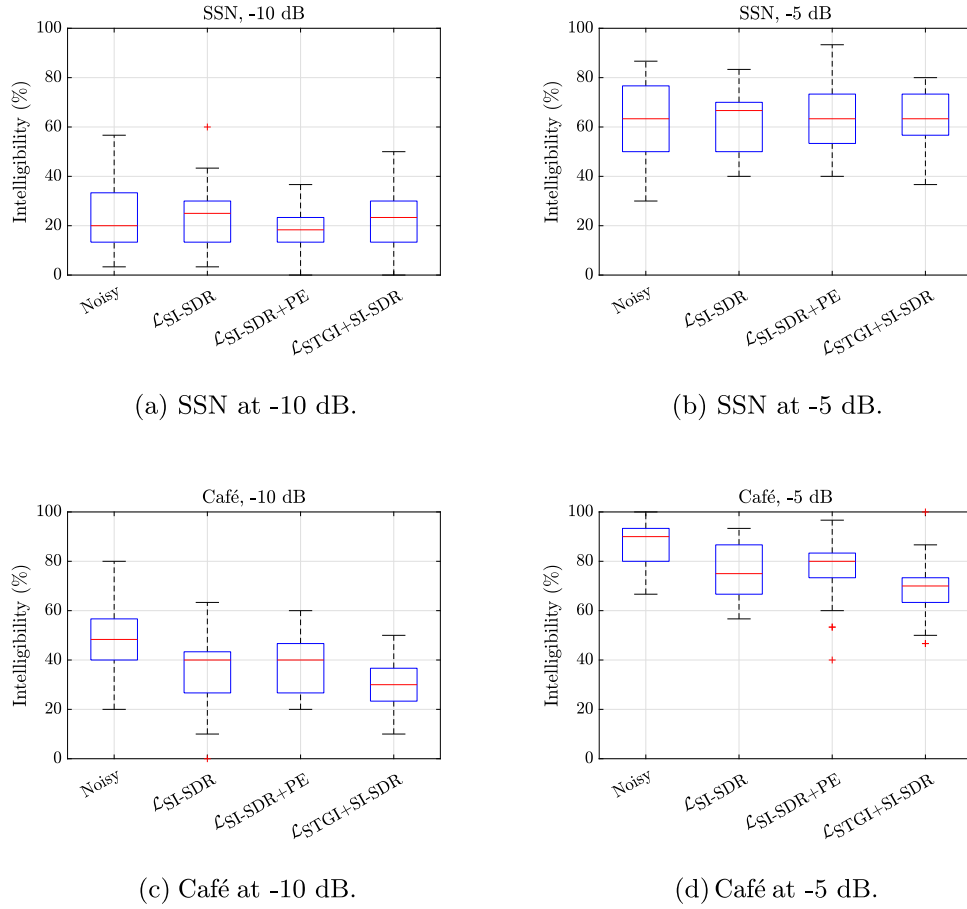 SSN, -10 dB
Intelligibility (%)
100
80
60
40
20
0
Noisy
ℒSI-SDR
ℒSI-SDR+PE
ℒSTGI+SI-SDR
(a) SSN at -10 dB.
SSN, -5 dB
Intelligibility (%)
100
80
60
40
20
0
Noisy
ℒSI-SDR
ℒSI-SDR+PE
ℒSTGI+SI-SDR
(b) SSN at -5 dB.
Café, -10 dB
Intelligibility (%)
100
80
60
40
20
0
Noisy
ℒSI-SDR
ℒSI-SDR+PE
ℒSTGI+SI-SDR
(c) Café at -10 dB.
Café, -5 dB
Intelligibility (%)
100
80
60
40
20
0
Noisy
ℒSI-SDR
ℒSI-SDR+PE
ℒSTGI+SI-SDR
(d) Café at -5 dB.